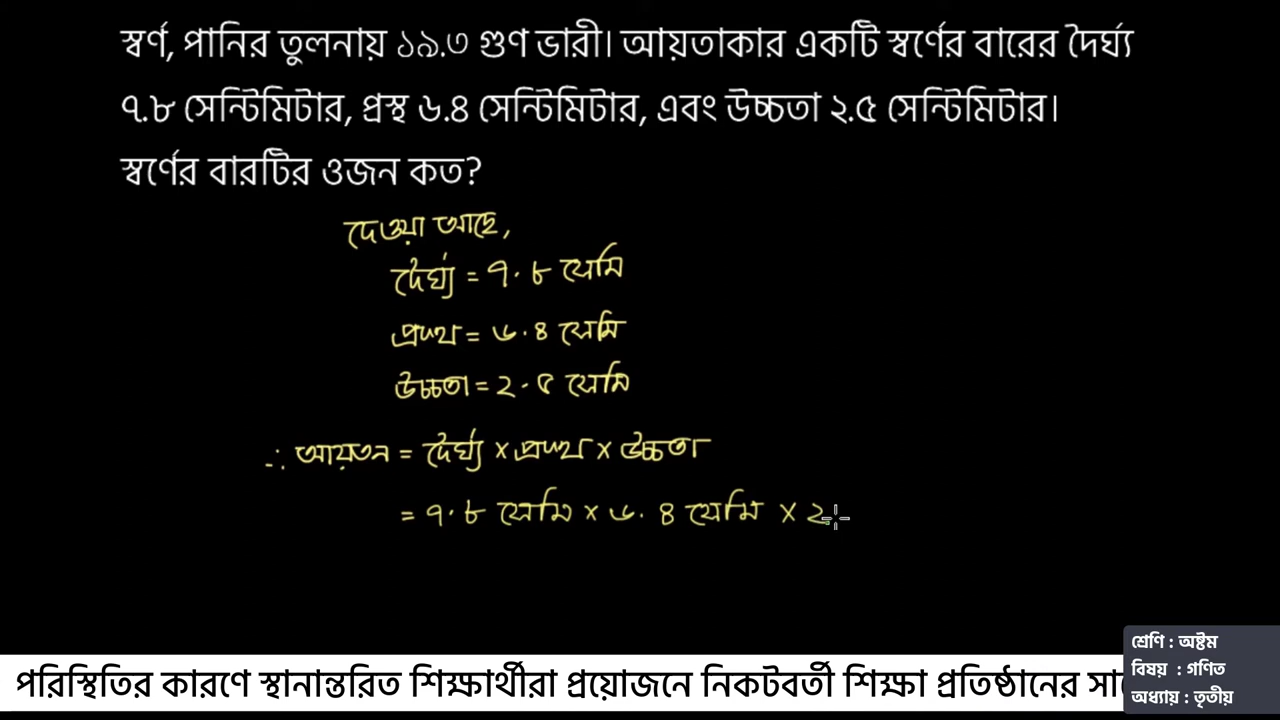 স্বর্ণ, পানির তুলনায় ১৯.৩ গুণ ভারী। আয়তাকার একটি স্বর্ণের বারের দৈর্ঘ্য
৭.৮ সেন্টিমিটার, প্রস্থ ৬.৪ সেন্টিমিটার, এবং উচ্চতা ২.৫ সেন্টিমিটার।
স্বর্ণের বারটির ওজন কত?
দেওয়া আছে,
দৈর্ঘ্য = ৭.৮ সেমি
প্রস্থ = ৬.৪ সেমি
উচ্চতা = ২.৫ সেমি
∴ আয়তন = দৈর্ঘ্য × প্রস্থ × উচ্চতা
= ৭.৮ সেমি × ৬.৪ সেমি × ২
শ্রেণি : অষ্টম
বিষয় : গণিত
অধ্যায় : তৃতীয়
পরিস্থিতির কারণে স্থানান্তরিত শিক্ষার্থীরা প্রয়োজনে নিকটবর্তী শিক্ষা প্রতিষ্ঠানের